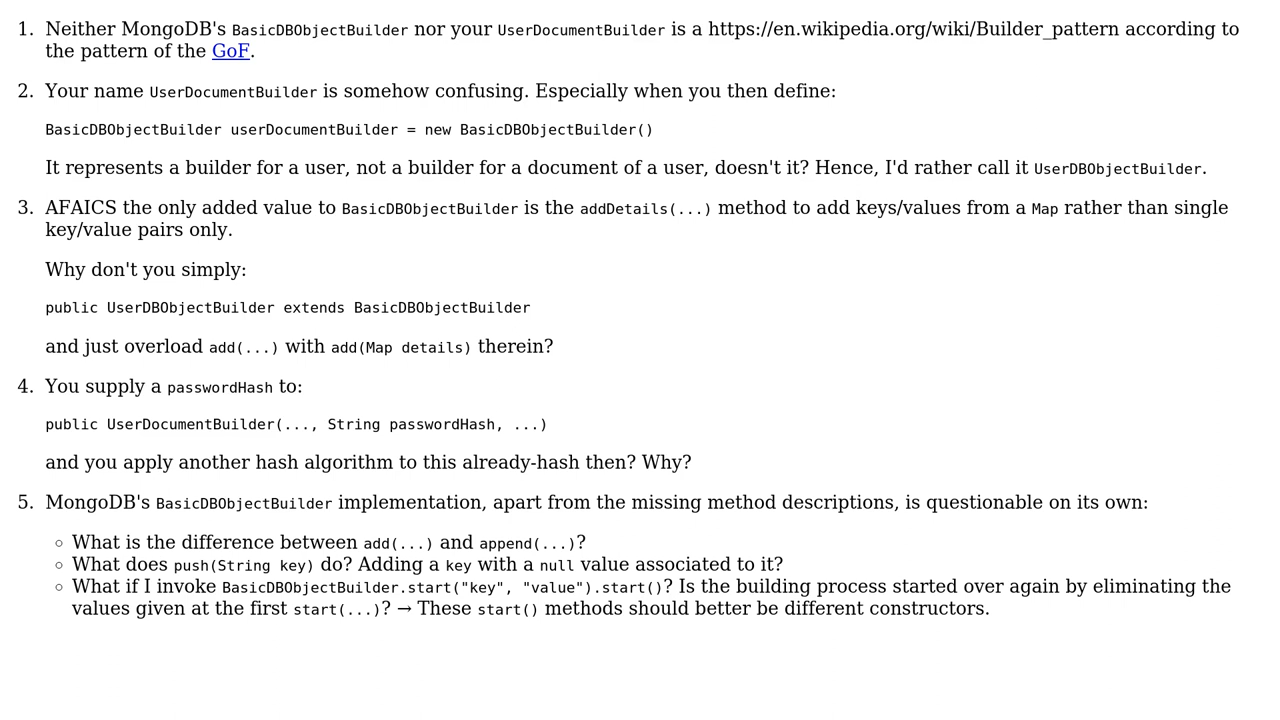 1. Neither MongoDB's BasicDBObjectBuilder nor your UserDocumentBuilder is a https://en.wikipedia.org/wiki/Builder_pattern according to
the pattern of the GoF.
2. Your name UserDocumentBuilder is somehow confusing. Especially when you then define:
BasicDBObjectBuilder userDocumentBuilder = new BasicDBObjectBuilder()
It represents a builder for a user, not a builder for a document of a user, doesn't it? Hence, I'd rather call it UserDBObjectBuilder.
3. AFAICS the only added value to BasicDBObjectBuilder is the addDetails(...) method to add keys/values from a Map rather than single
key/value pairs only.
Why don't you simply:
public UserDBObjectBuilder extends BasicDBObjectBuilder
and just overload add(...) with add(Map details) therein?
4. You supply a passwordHash to:
public UserDocumentBuilder(..., String passwordHash, ...)
and you apply another hash algorithm to this already-hash then? Why?
5. MongoDB's BasicDBObjectBuilder implementation, apart from the missing method descriptions, is questionable on its own:
◦ What is the difference between add(...) and append(...)?
◦ What does push(String key) do? Adding a key with a null value associated to it?
◦ What if I invoke BasicDBObjectBuilder.start("key", "value").start()? Is the building process started over again by eliminating the
values given at the first start(...)? → These start() methods should better be different constructors.